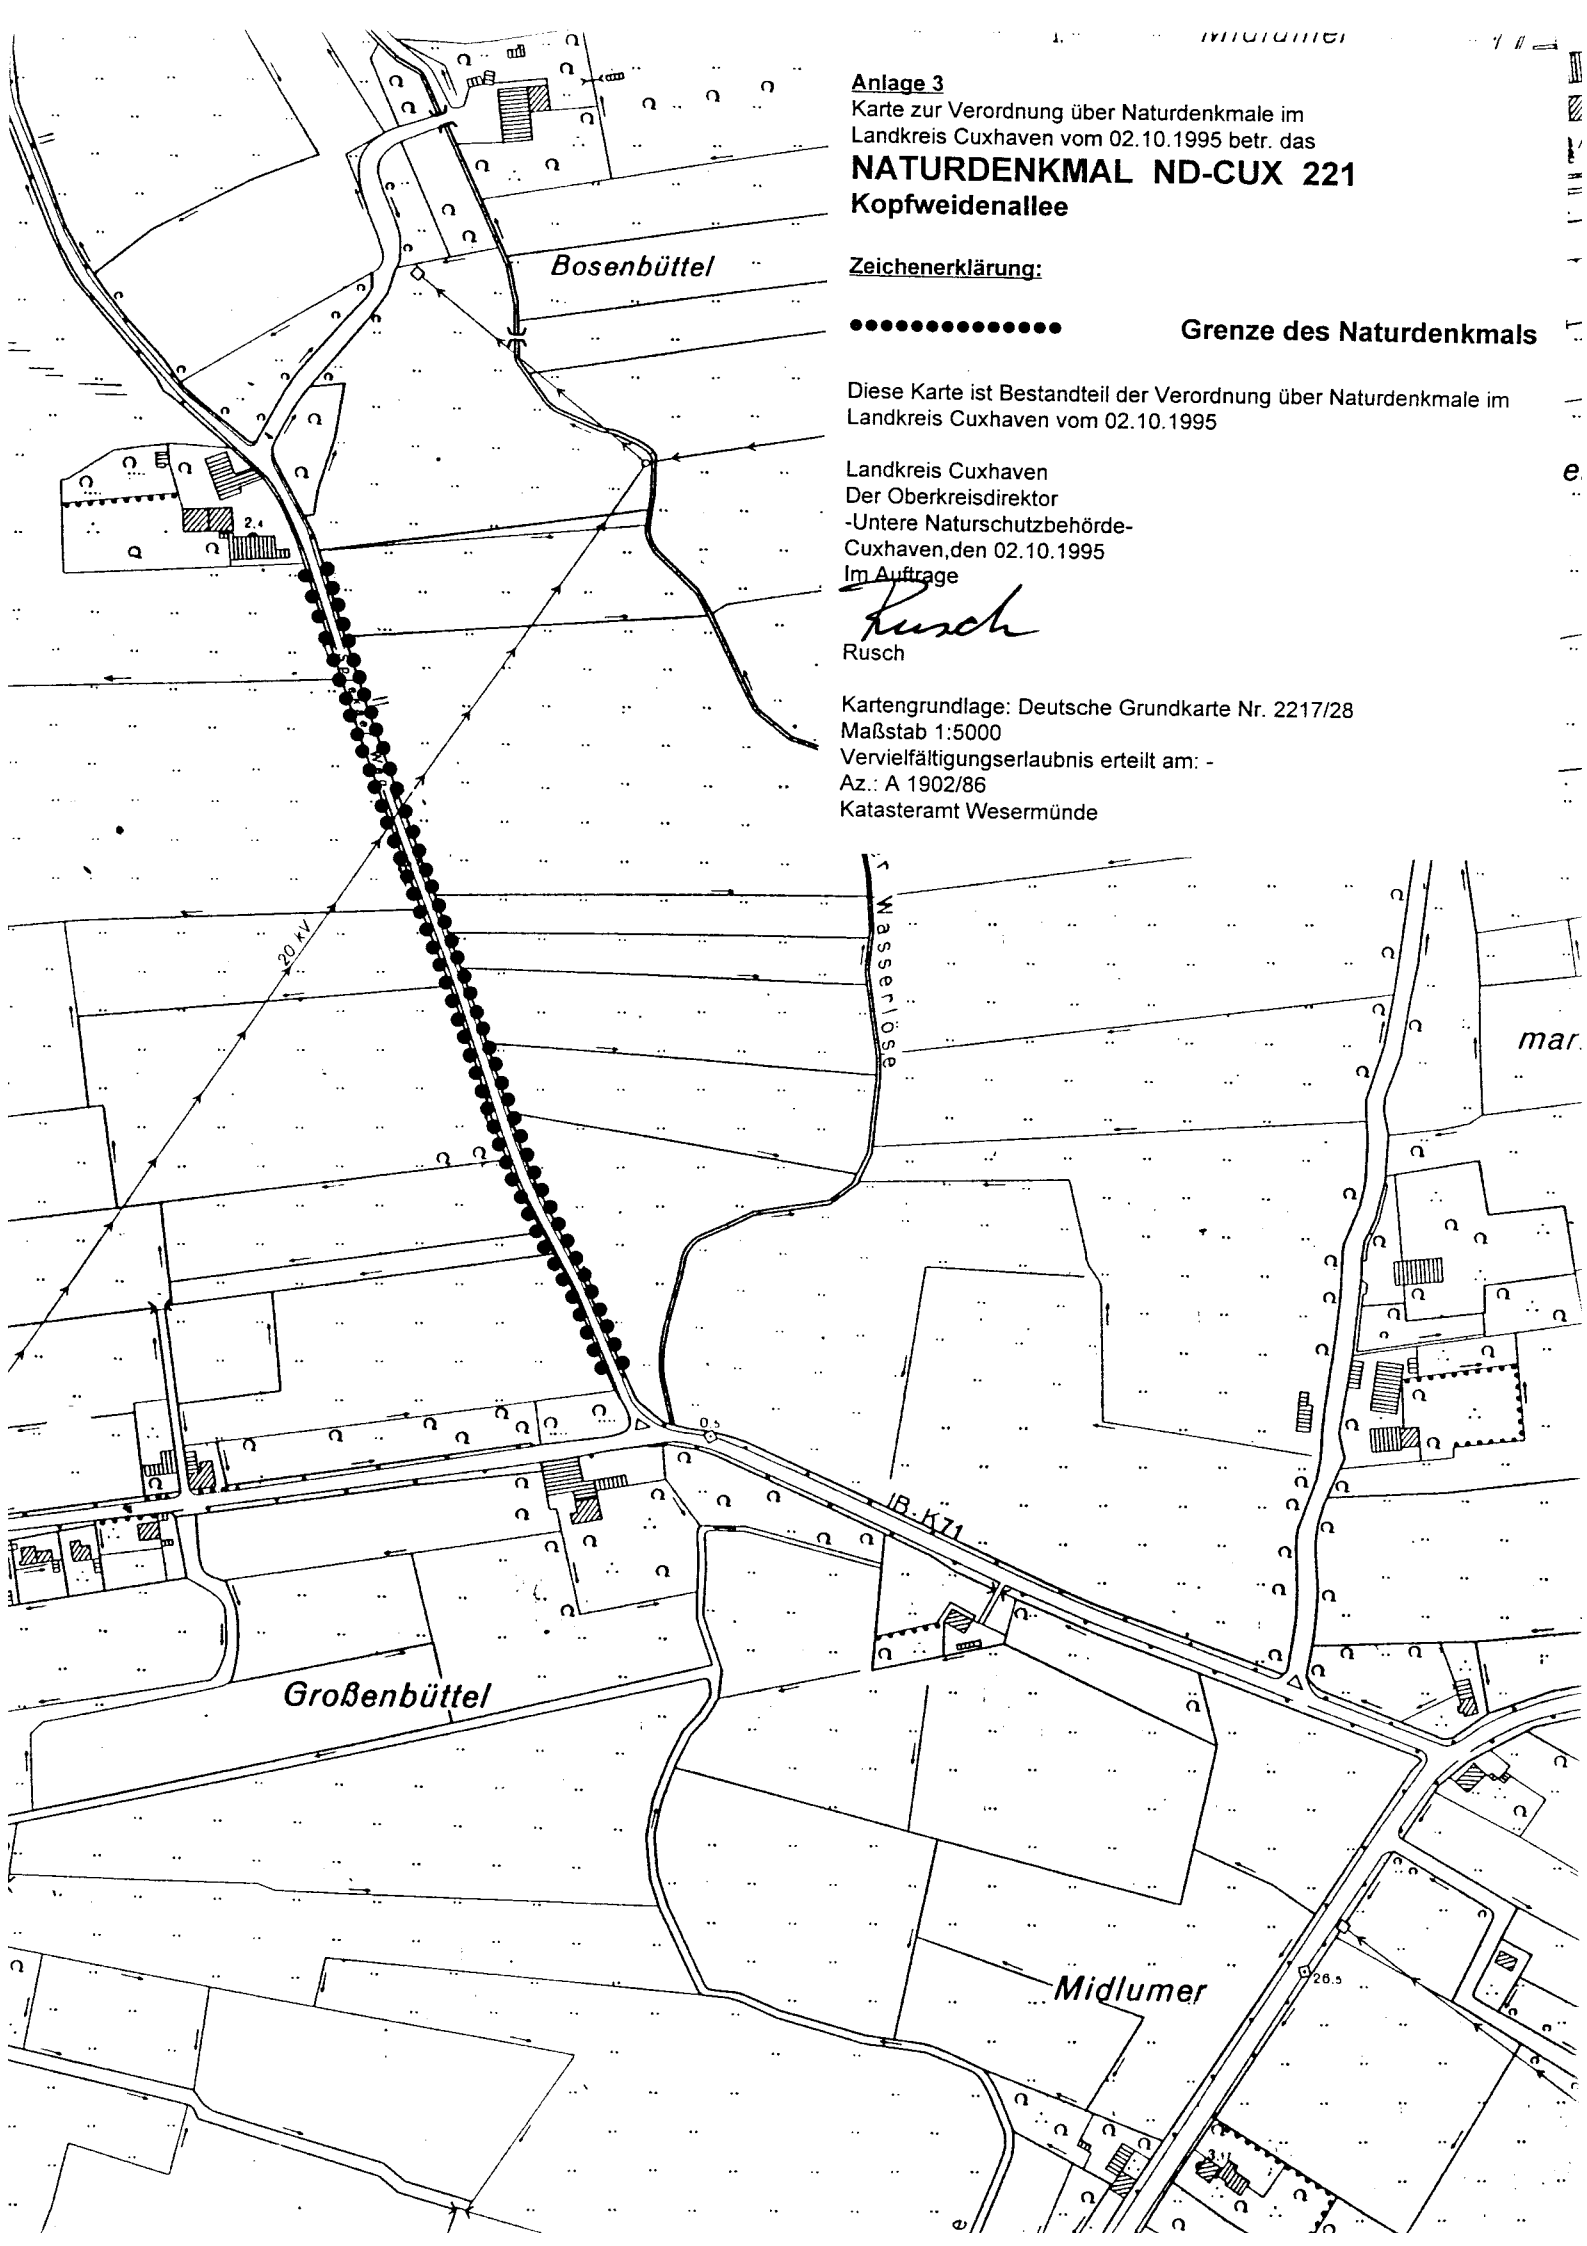 Anlage 3
Karte zur Verordnung über Naturdenkmale im
Landkreis Cuxhaven vom 02.10.1995 betr. das
NATURDENKMAL ND-CUX 221
Kopfweidenallee
Bosenbüttel
Zeichenerklärung:
Grenze des Naturdenkmals
Diese Karte ist Bestandteil der Verordnung über Naturdenkmale im
Landkreis Cuxhaven vom 02.10.1995
Landkreis Cuxhaven
Der Oberkreisdirektor
-Untere Naturschutzbehörde-
Cuxhaven,den 02.10.1995
Im Auftrage
Rusch
Rusch
Kartengrundlage: Deutsche Grundkarte Nr. 2217/28
Maßstab 1:5000
Vervielfältigungserlaubnis erteilt am: -
Az.: A 1902/86
Katasteramt Wesermünde
2,4
20 kV
Wasserlöse
mar
0,5
B.-K71
Großenbüttel
Midlumer
26.5
3,1